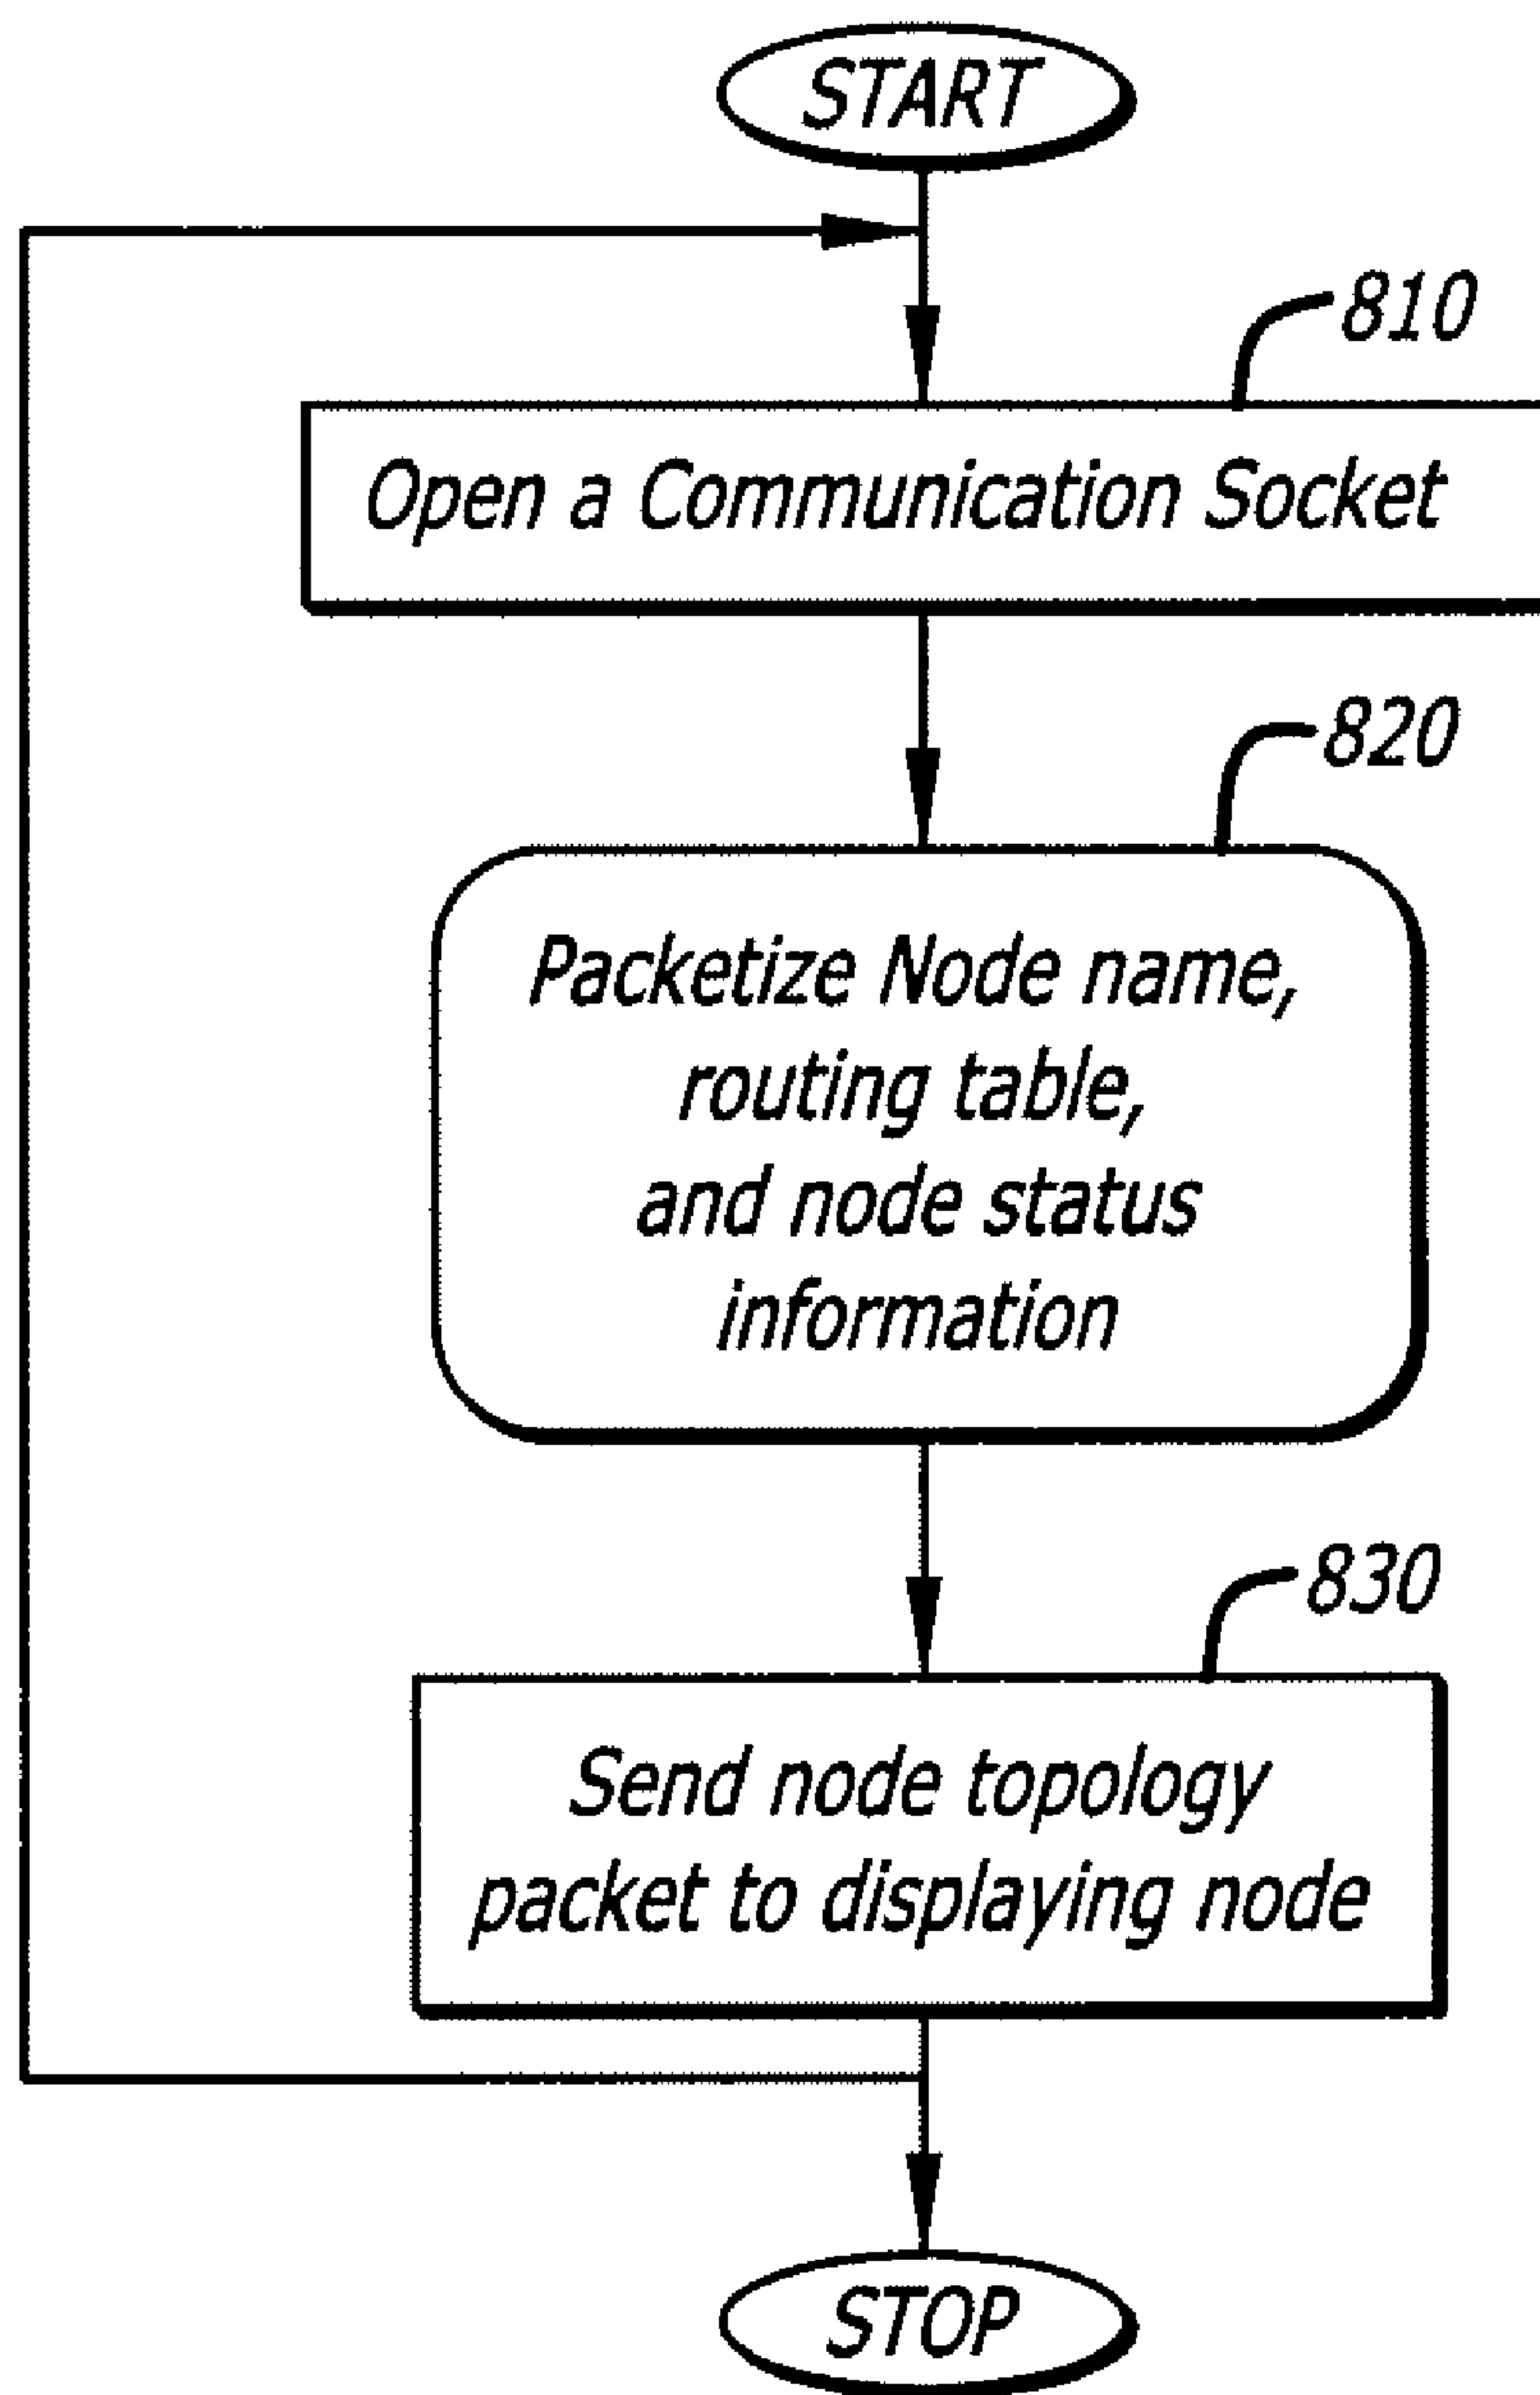 START
810
Open a Communication Socket
820
Packetize Node name,
routing table,
and node status
information
830
Send node topology
packet to displaying node
STOP